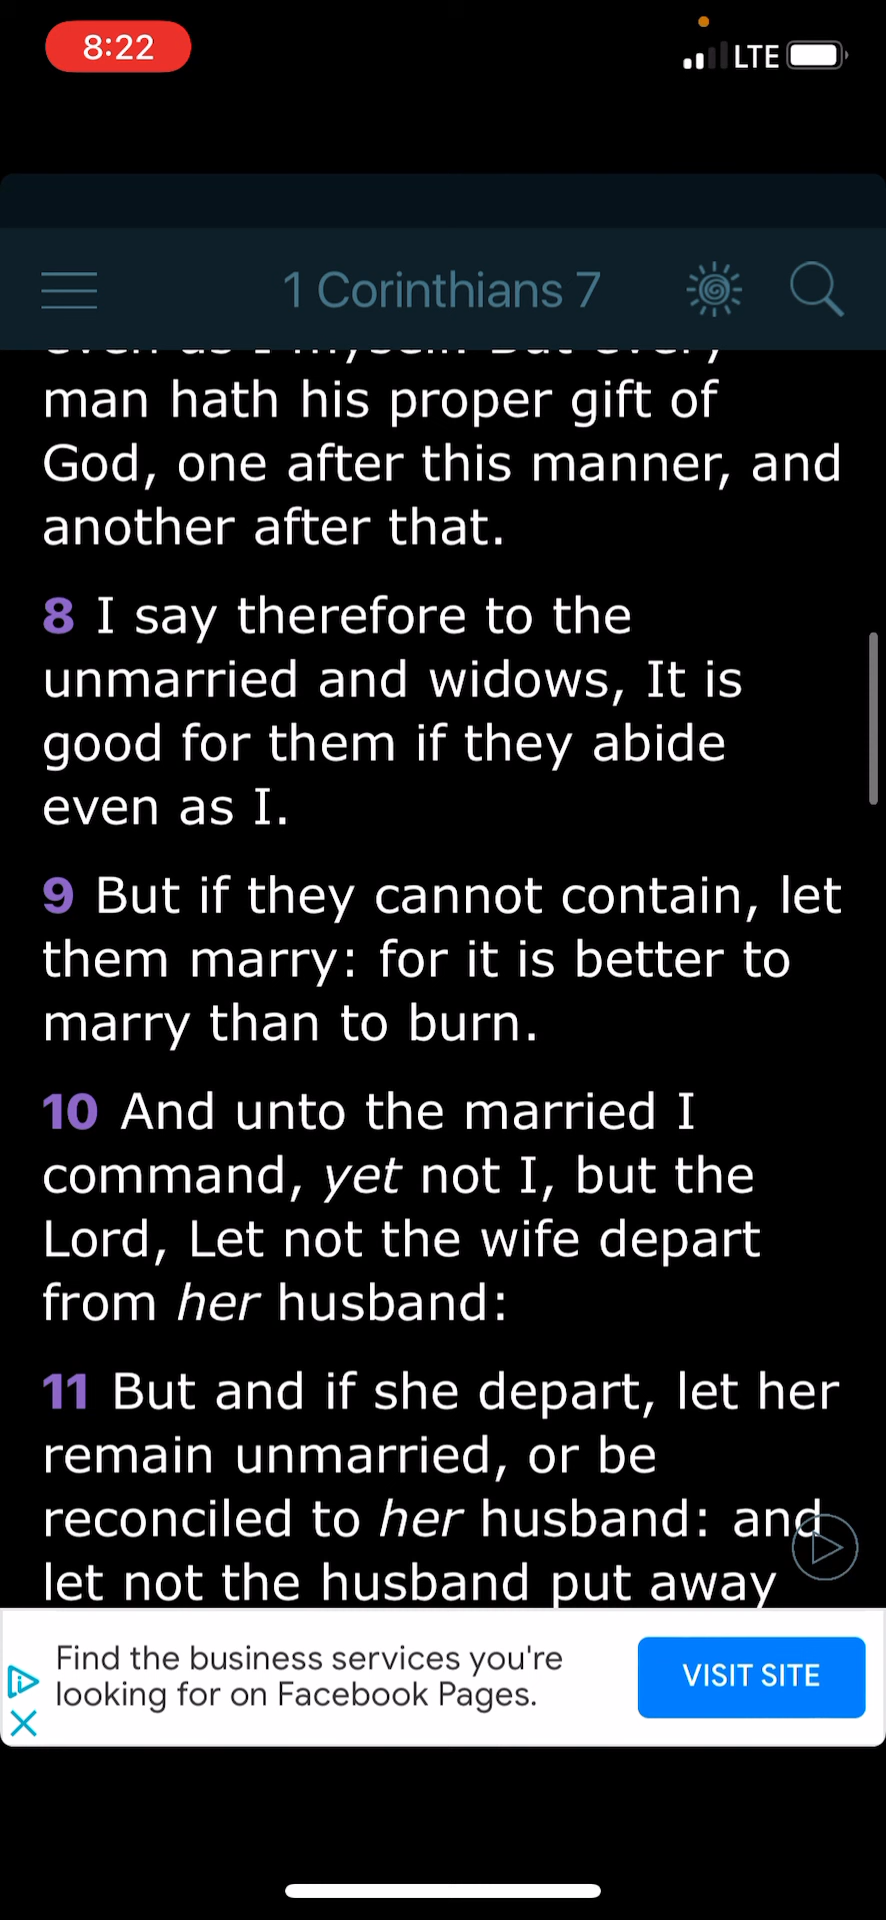 8:22
LTE
1 Corinthians 7
man hath his proper gift of
God, one after this manner, and
another after that.
8 I say therefore to the
unmarried and widows, It is
good for them if they abide
even as I.
9 But if they cannot contain, let
them marry: for it is better to
marry than to burn.
10 And unto the married I
command, yet not I, but the
Lord, Let not the wife depart
from her husband:
11 But and if she depart, let her
remain unmarried, or be
reconciled to her husband: and
let not the husband put away
Find the business services you're
looking for on Facebook Pages.
VISIT SITE